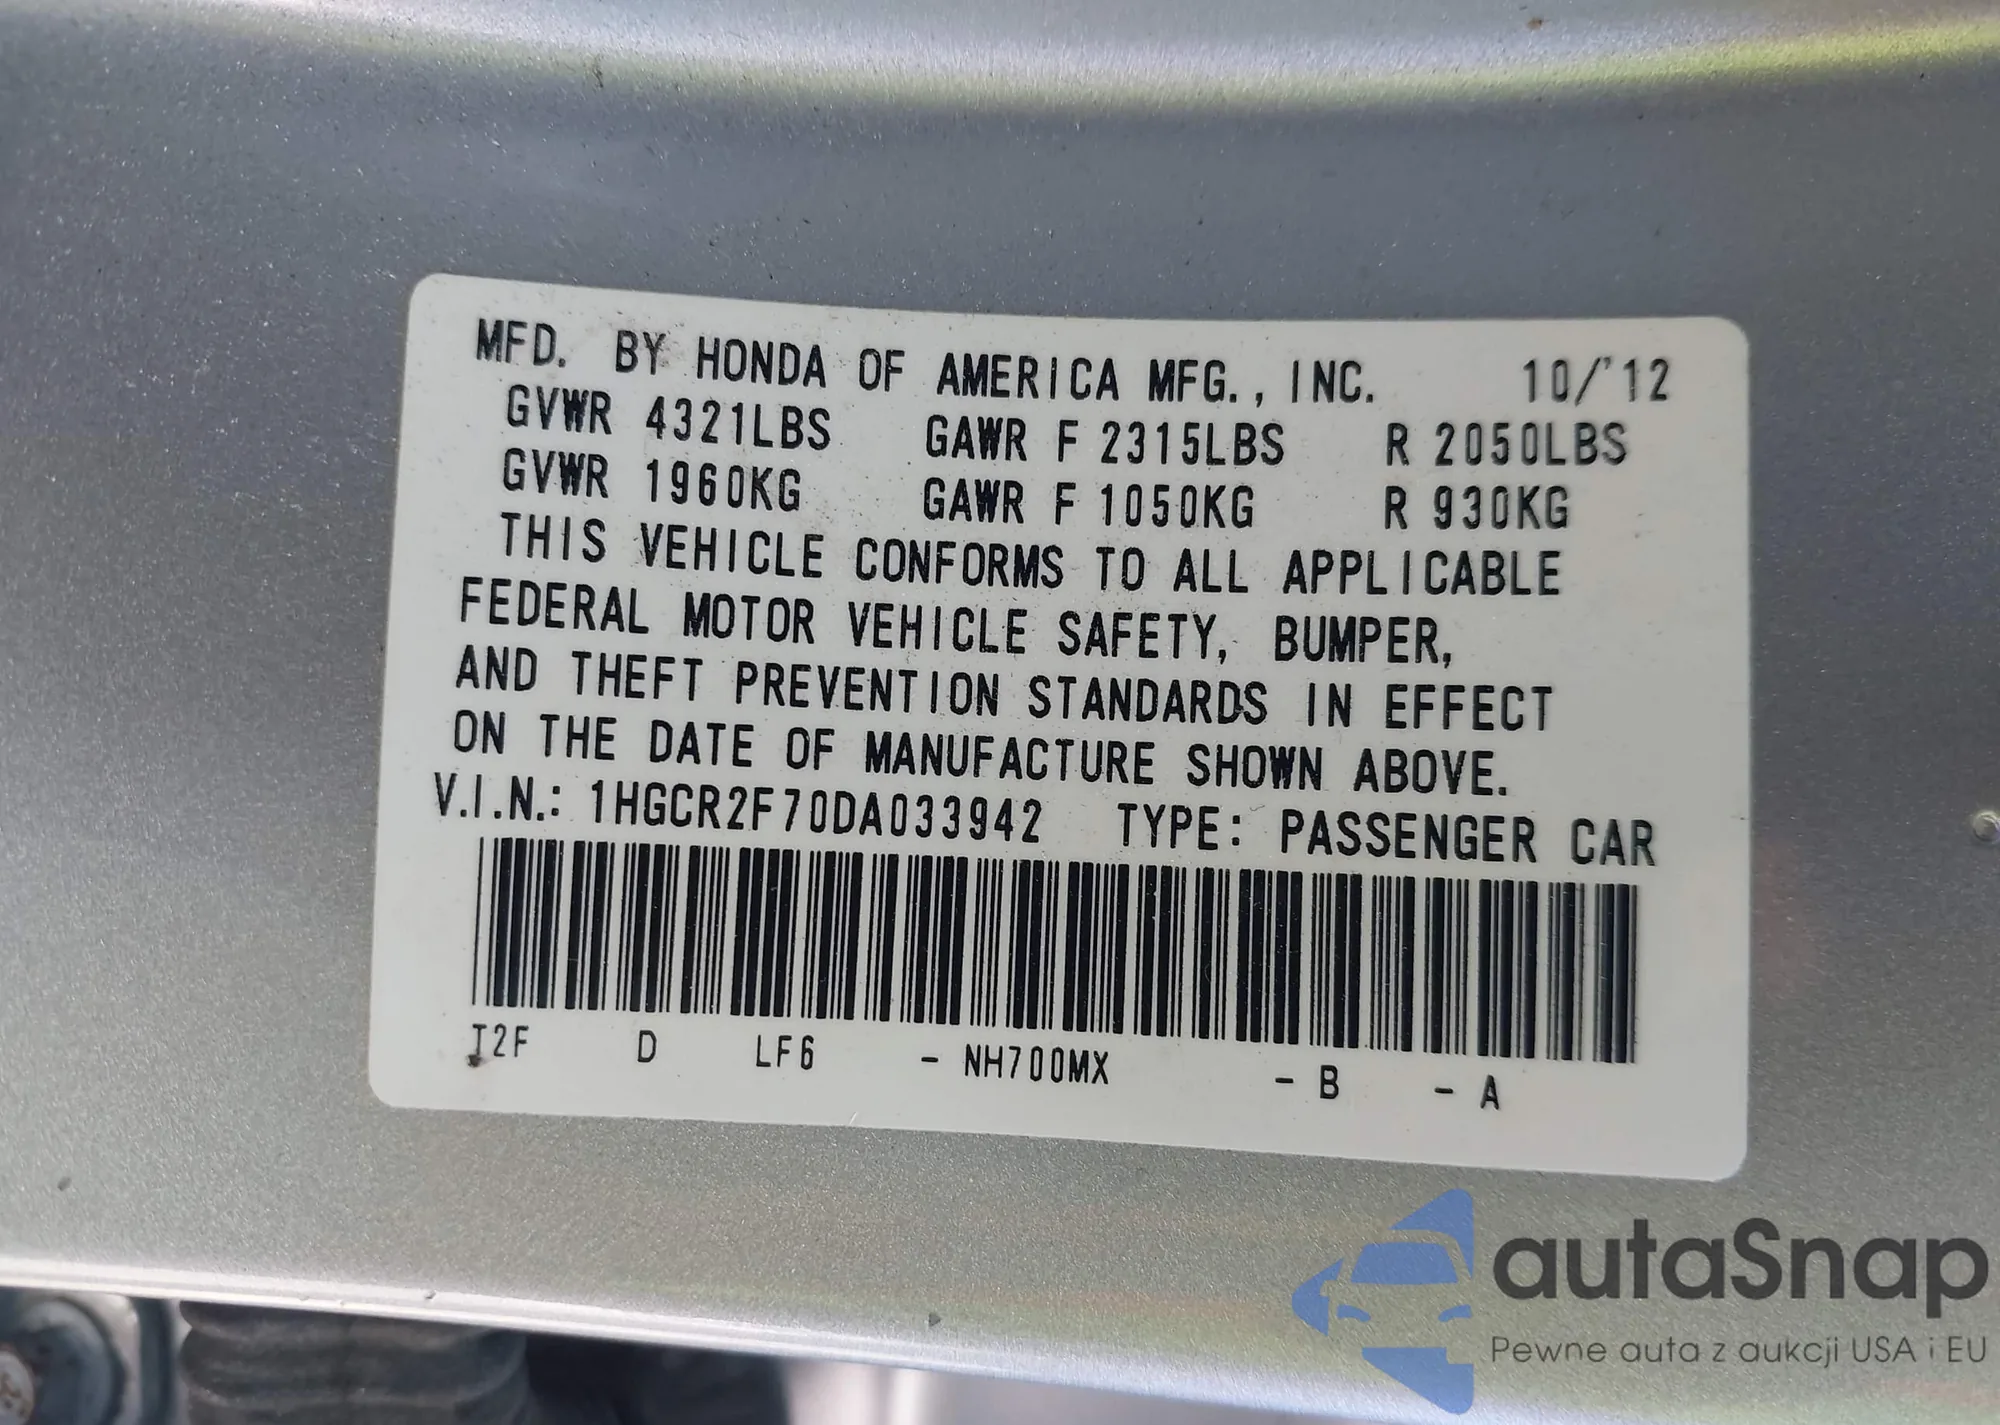 MFD. BY HONDA OF AMERICA MFG., INC. 10/'12
GVWR 4321LBS GAWR F 2315LBS R 2050LBS
GVWR 1960KG GAWR F 1050KG R 930KG
THIS VEHICLE CONFORMS TO ALL APPLICABLE
FEDERAL MOTOR VEHICLE SAFETY, BUMPER,
AND THEFT PREVENTION STANDARDS IN EFFECT
ON THE DATE OF MANUFACTURE SHOWN ABOVE.
V.I.N.: 1HGCR2F70DA033942 TYPE: PASSENGER CAR
T2F D LF6 - NH700MX - B - A
autaSnap
Pewne auta z aukcji USA i EU